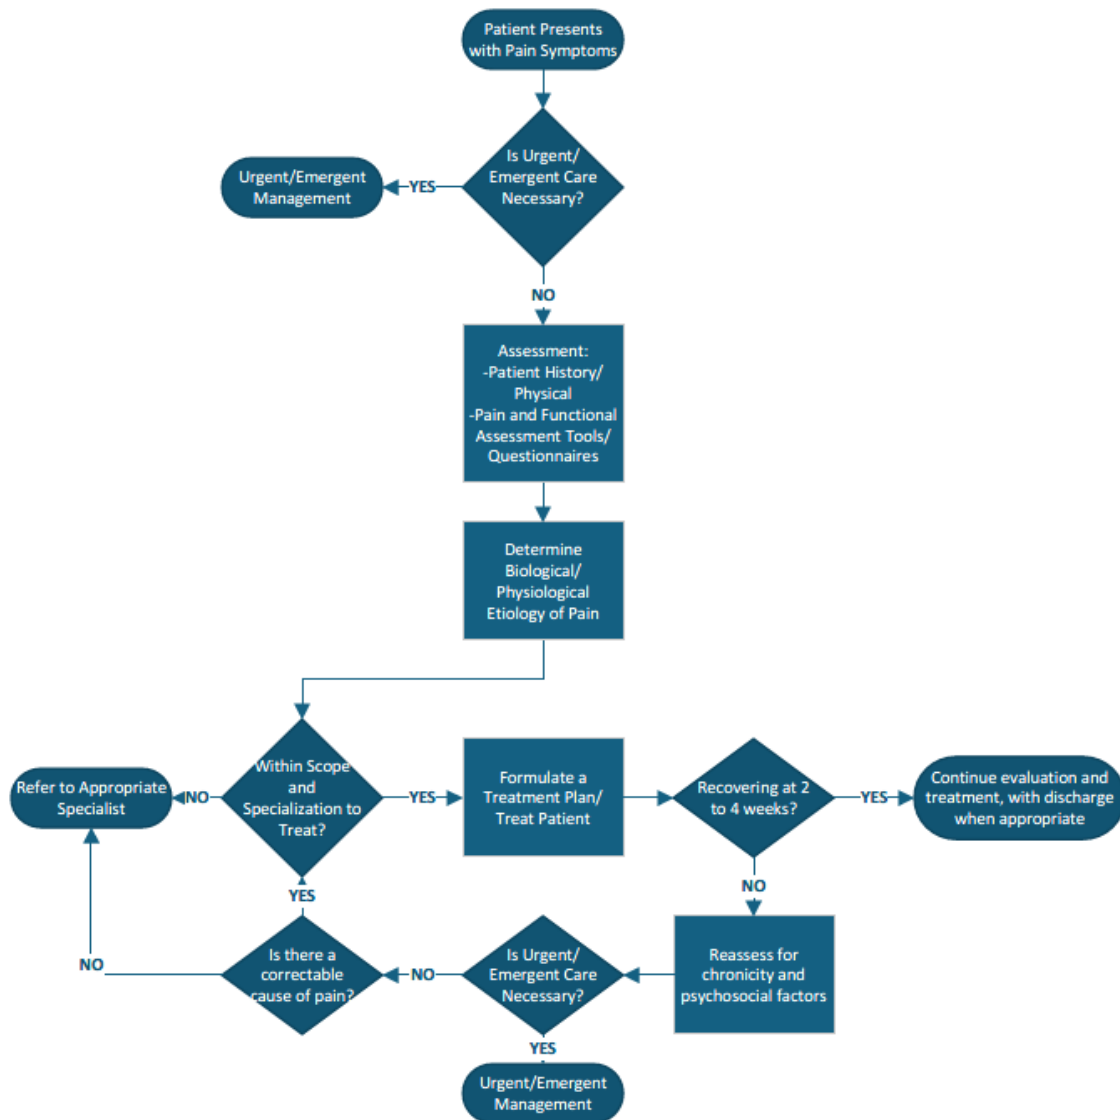 Patient Presents
with Pain Symptoms
Is Urgent/
Emergent Care
Necessary?
YES
Urgent/Emergent
Management
NO
Assessment:
-Patient History/
Physical
-Pain and Functional
Assessment Tools/
Questionnaires
Determine
Biological/
Physiological
Etiology of Pain
Within Scope
and
Specialization to
Treat?
NO
Refer to Appropriate
Specialist
YES
Formulate a
Treatment Plan/
Treat Patient
Recovering at 2
to 4 weeks?
YES
Continue evaluation and
treatment, with discharge
when appropriate
NO
Reassess for
chronicity and
psychosocial factors
Is Urgent/
Emergent Care
Necessary?
YES
Urgent/Emergent
Management
NO
Is there a
correctable
cause of pain?
YES
NO